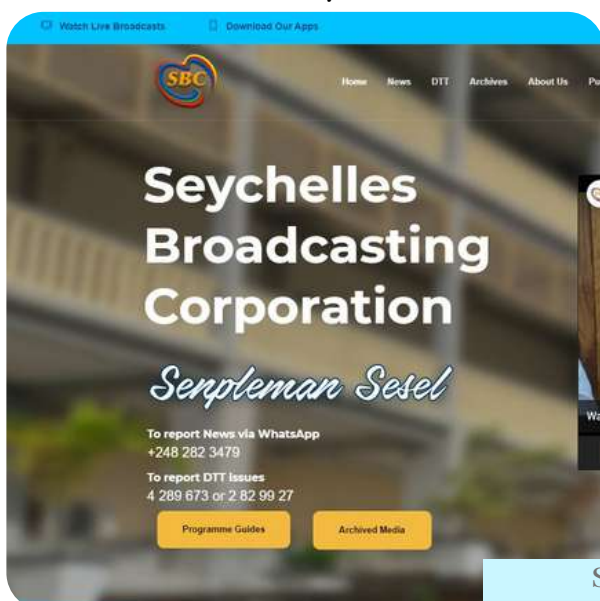 Watch Live Broadcasts
Download Our Apps
SBC
Home News DTT Archives About Us
Seychelles
Broadcasting
Corporation
Senpleman Sesel
To report News via WhatsApp
+248 282 3479
To report DTT Issues
4 289 673 or 2 82 99 27
Programme Guides
Archived Media